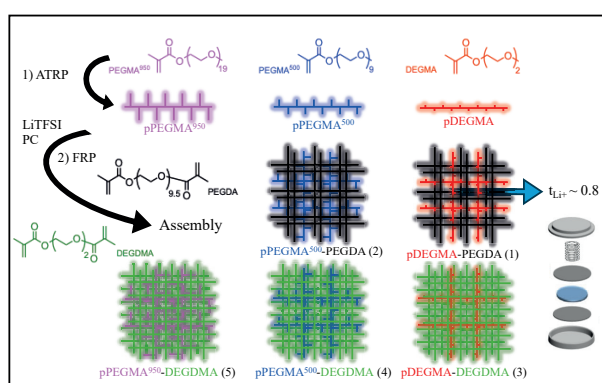 PEGMA950
O
O
O
19
PEGMA500
O
O
O
9
DEGMA
O
O
O
2
1) ATRP
pPEGMA950
pPEGMA500
pDEGMA
LiTFSI
PC
2) FRP
O
O
O
9.5
O
O
PEGDA
Assembly
tLi+ ~ 0.8
O
O
O
2
O
O
DEGDMA
pPEGMA500-PEGDA (2)
pDEGMA-PEGDA (1)
pPEGMA950-DEGDMA (5)
pPEGMA500-DEGDMA (4)
pDEGMA-DEGDMA (3)